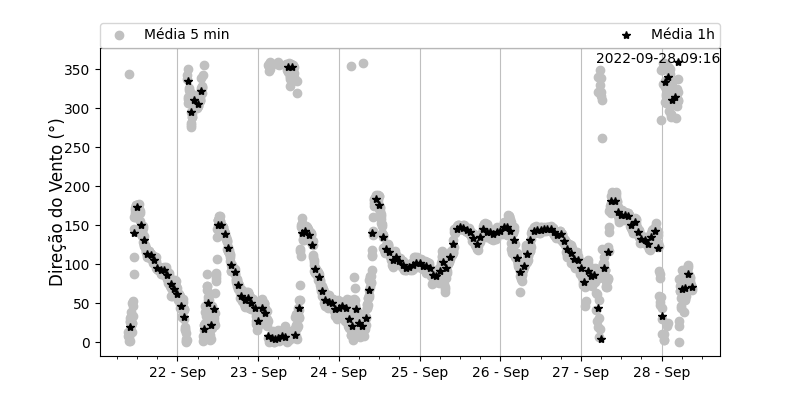 Média 5 min
Média 1h
2022-09-28 09:16
Direção do Vento (°)
350
300
250
200
150
100
50
0
22 - Sep
23 - Sep
24 - Sep
25 - Sep
26 - Sep
27 - Sep
28 - Sep